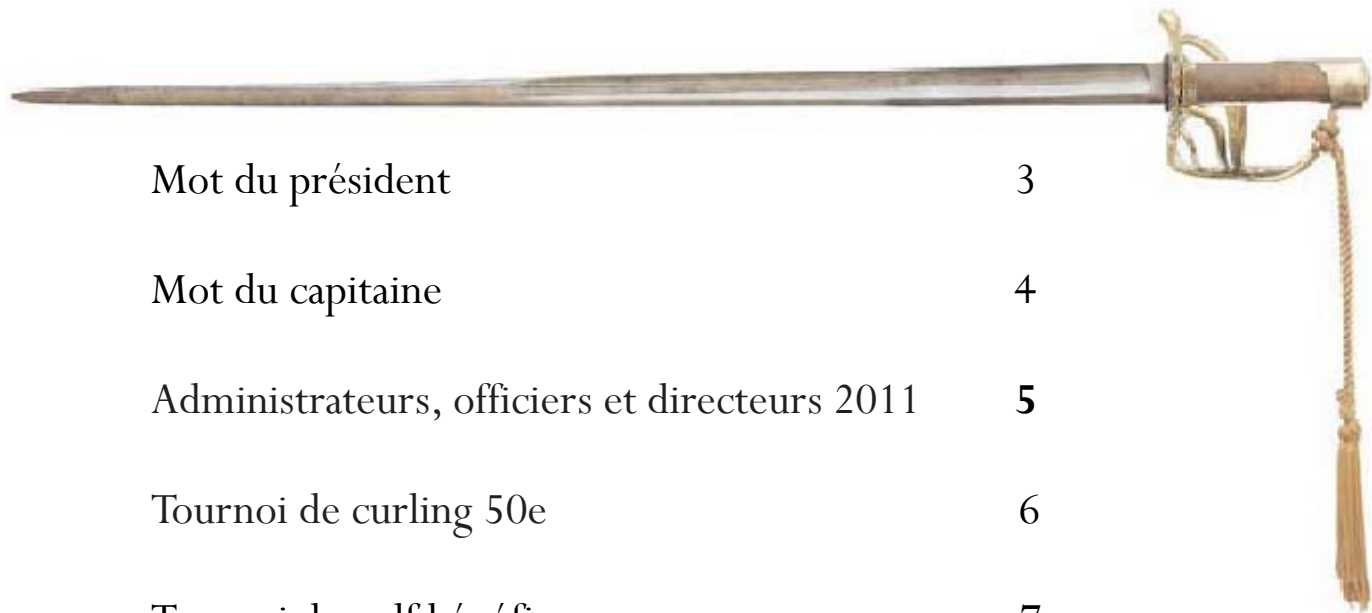 Mot du président 3
Mot du capitaine 4
Administrateurs, officiers et directeurs 2011 5
Tournoi de curling 50e 6
7